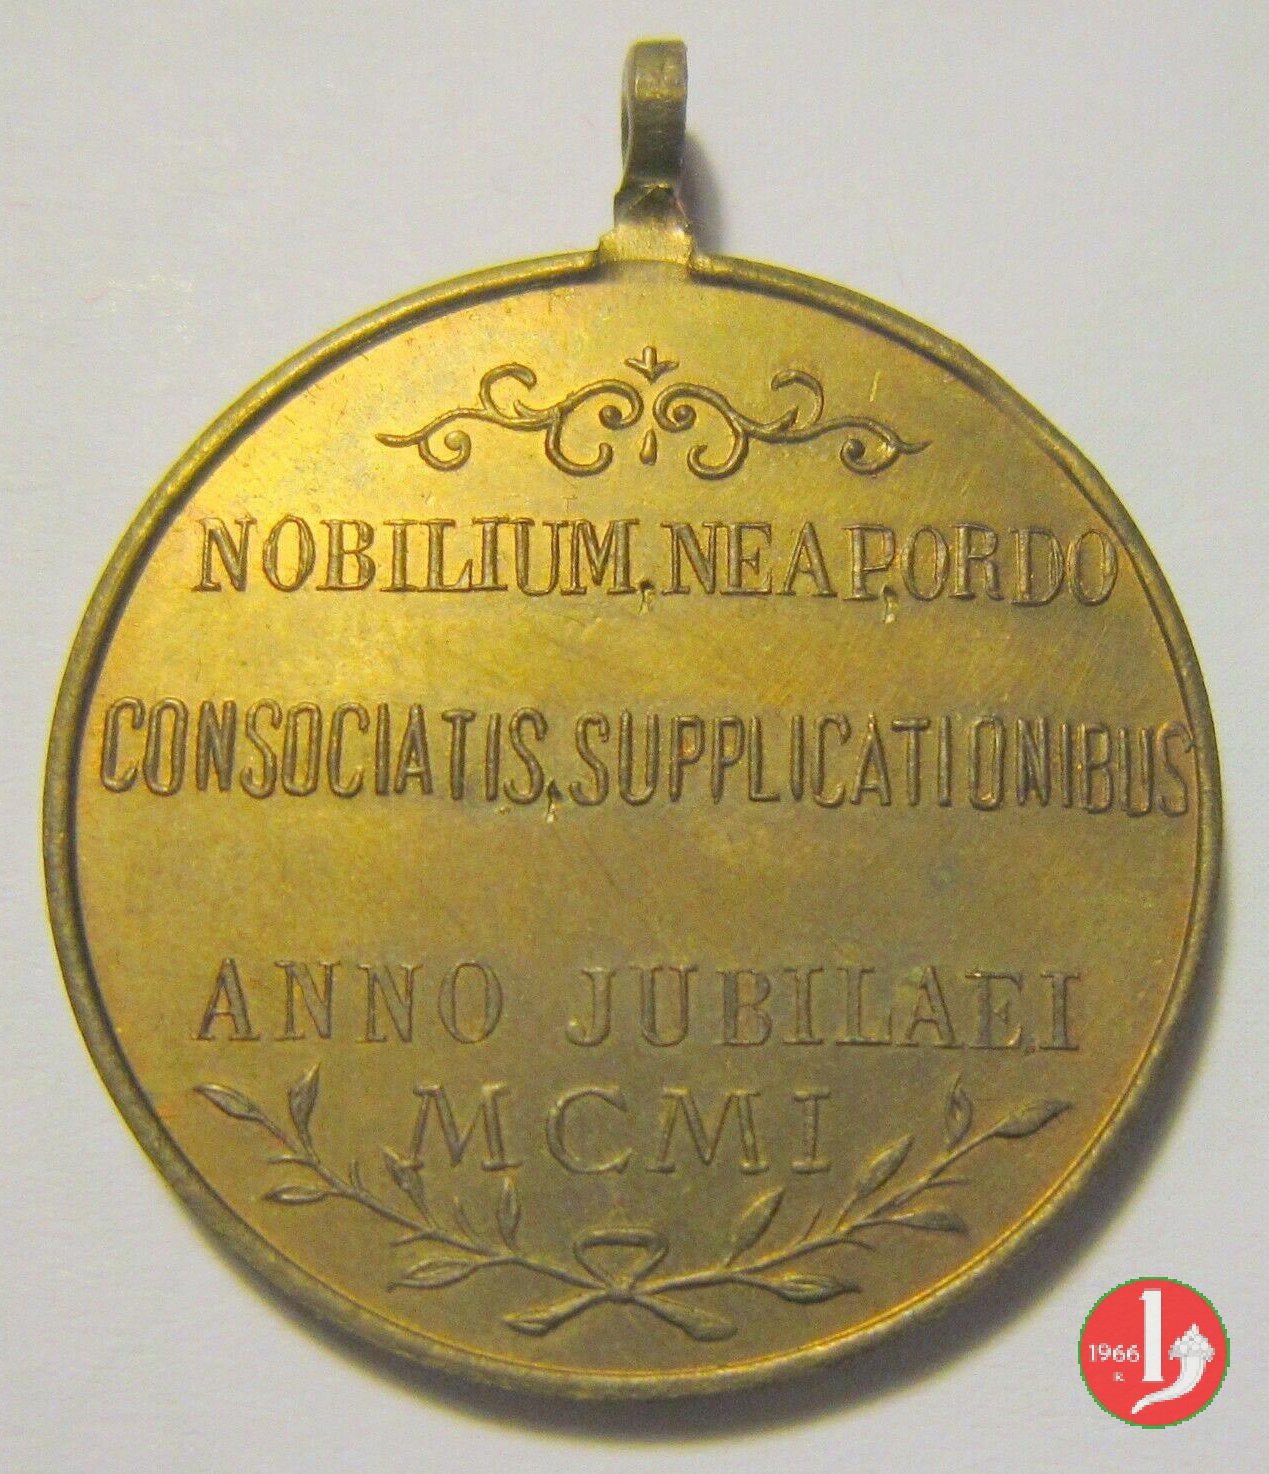 NOBILIUM, NEAP, ORDO
CONSOCIATIS, SUPPLICATIONIBUS
ANNO JUBILAEI
MCMI
1966
R.